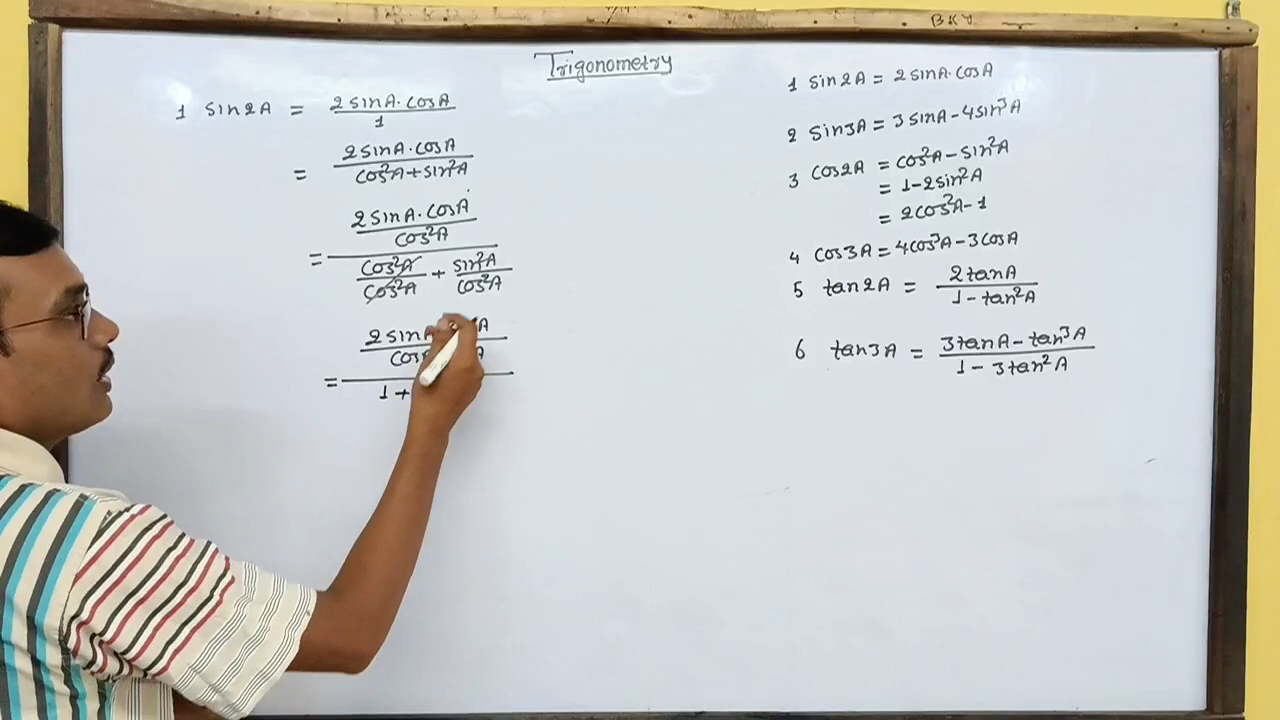 BKY
Trigonometry
1 sin2A = 2sinA·cosA / 1
= 2sinA·cosA / cos²A+sin²A
= 2sinA·cosA / cos²A / cos²A / cos²A + sin²A / cos²A
= 2sin A / cos A / 1+
1 sin2A = 2sinA·cosA
2 sin3A = 3sinA-4sin³A
3 cos2A = cos²A-sin²A
= 1-2sin²A
= 2cos²A-1
4 cos3A = 4cos³A-3cosA
5 tan2A = 2tanA / 1-tan²A
6 tan3A = 3tanA-tan³A / 1-3tan²A